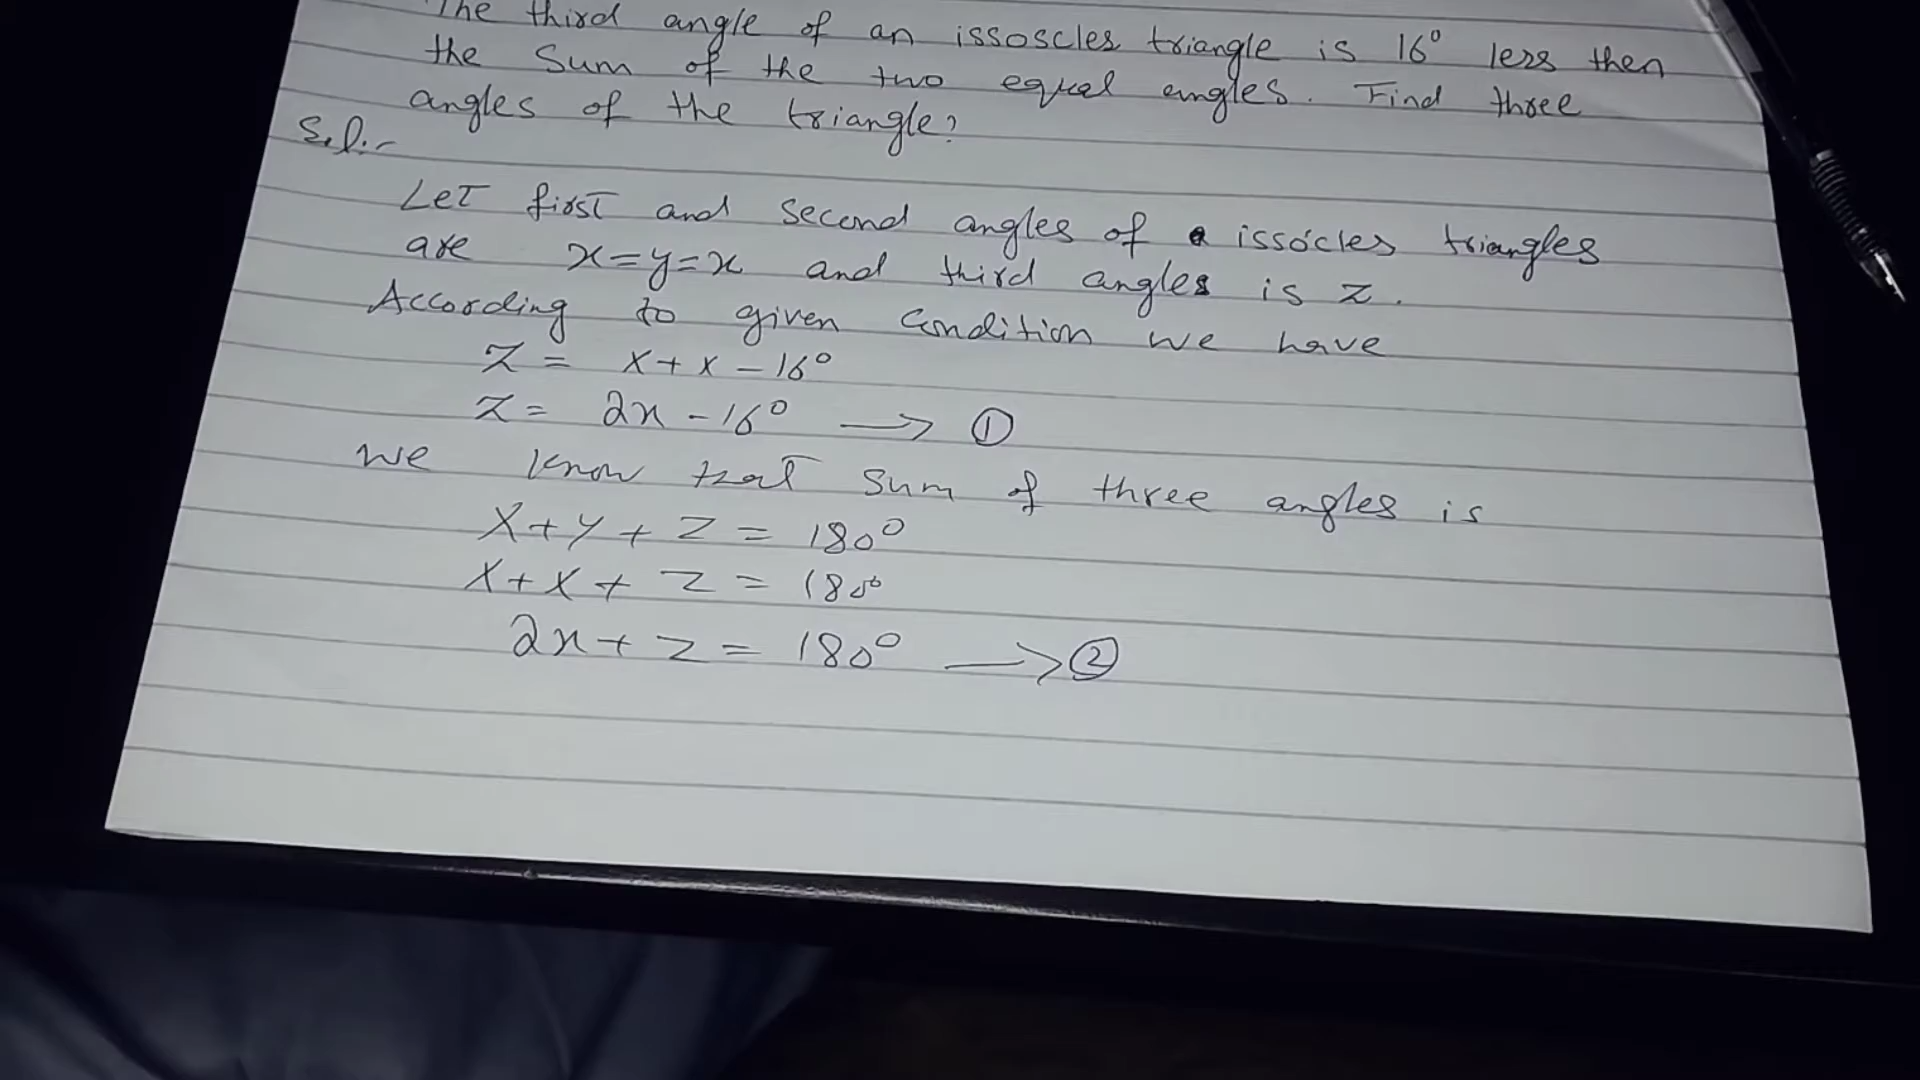 The third angle of an issoscles triangle is 16° less then
the sum of the two equal angles. Find three
angles of the triangle?
Sol:-
Let first and second angles of a issocles triangles
are x=y=x and third angles is z.
According to given condition we have
z = x+x-16°
z = 2x-16° → ①
we know that sum of three angles is
x+y+z = 180°
x+x+z = 180°
2x+z = 180° → ②